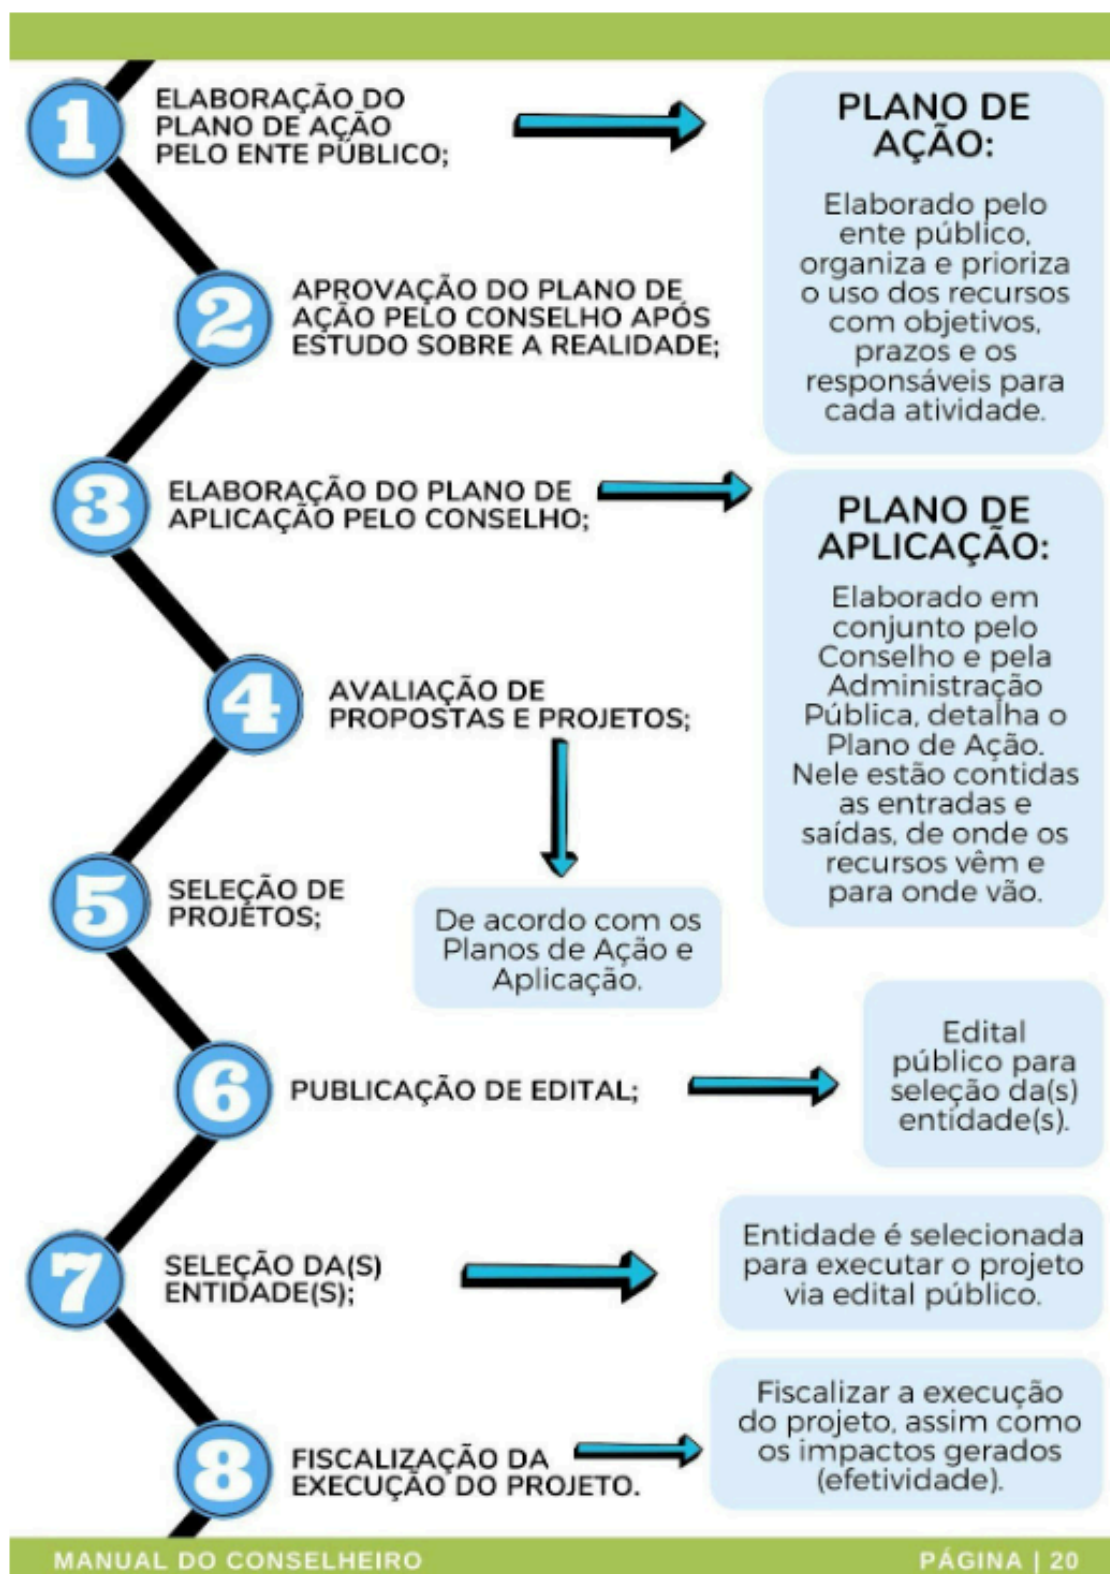 1
ELABORAÇÃO DO
PLANO DE AÇÃO
PELO ENTE PÚBLICO;
PLANO DE
AÇÃO:
Elaborado pelo
ente público,
organiza e prioriza
o uso dos recursos
com objetivos,
prazos e os
responsáveis para
cada atividade.
2
APROVAÇÃO DO PLANO DE
AÇÃO PELO CONSELHO APÓS
ESTUDO SOBRE A REALIDADE;
3
ELABORAÇÃO DO PLANO DE
APLICAÇÃO PELO CONSELHO;
PLANO DE
APLICAÇÃO:
Elaborado em
conjunto pelo
Conselho e pela
Administração
Pública, detalha o
Plano de Ação.
Nele estão contidas
as entradas e
saídas, de onde os
recursos vêm e
para onde vão.
4
AVALIAÇÃO DE
PROPOSTAS E PROJETOS;
De acordo com os
Planos de Ação e
Aplicação.
5
SELEÇÃO DE
PROJETOS;
6
PUBLICAÇÃO DE EDITAL;
Edital
público para
seleção da(s)
entidade(s).
7
SELEÇÃO DA(S)
ENTIDADE(S);
Entidade é selecionada
para executar o projeto
via edital público.
8
FISCALIZAÇÃO DA
EXECUÇÃO DO PROJETO.
Fiscalizar a execução
do projeto, assim como
os impactos gerados
(efetividade).
MANUAL DO CONSELHEIRO
PÁGINA | 20